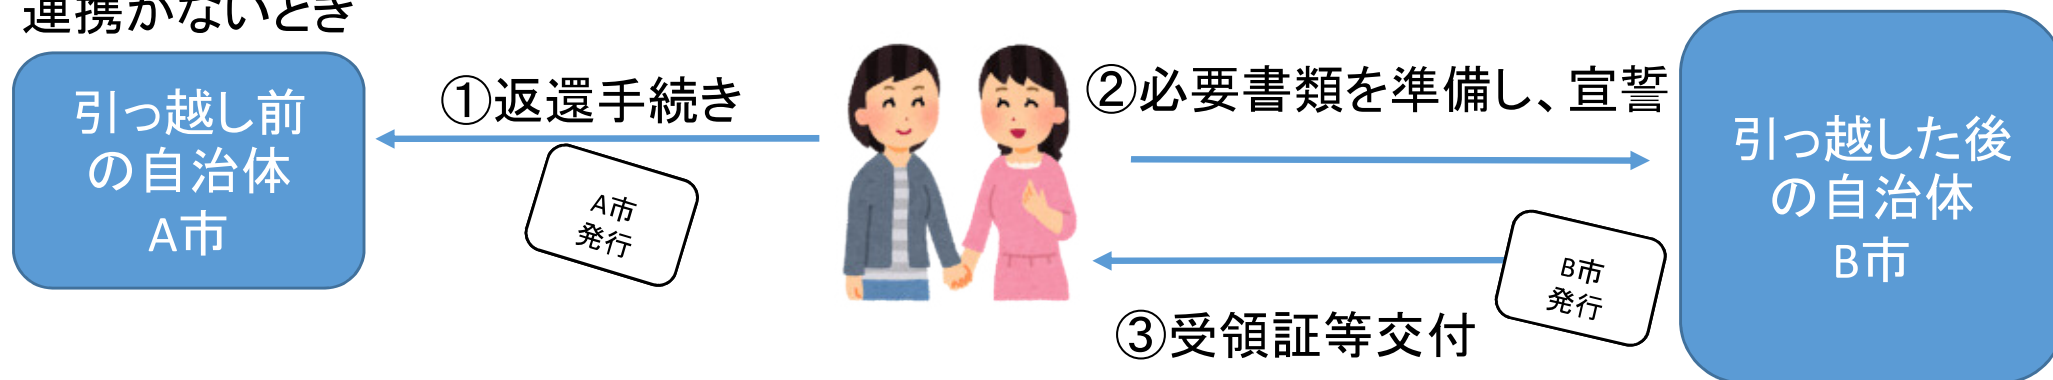 連携がないとき
引っ越し前
の自治体
A市
①返還手続き
A市
発行
②必要書類を準備し、宣誓
B市
発行
③受領証等交付
引っ越した後
の自治体
B市